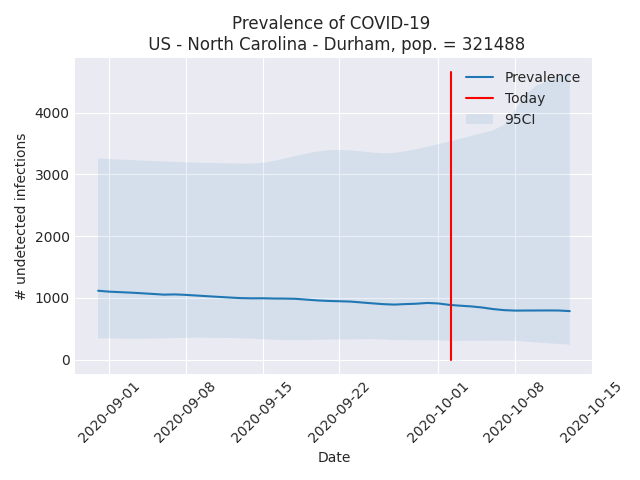 Prevalence of COVID-19
US - North Carolina - Durham, pop. = 321488
Prevalence
Today
95CI
# undetected infections
4000
3000
2000
1000
0
2020-09-01
2020-09-08
2020-09-15
2020-09-22
2020-10-01
2020-10-08
2020-10-15
Date